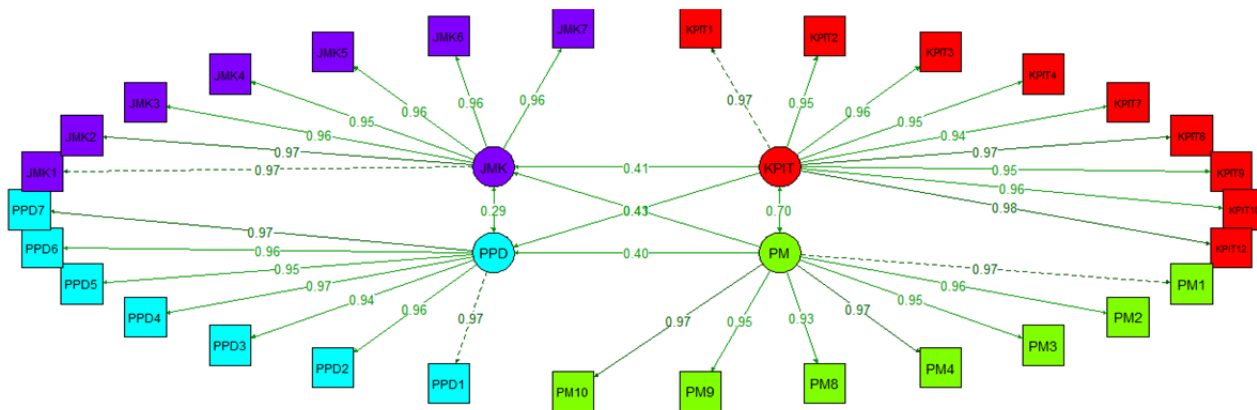 JMK7
KPIT1
JMK6
KPIT2
JMK5
KPIT3
JMK4
KPIT4
JMK3
KPIT7
JMK2
KPIT8
JMK1
KPIT9
0.96
0.96
0.96
0.95
0.96
0.97
0.97
0.97
0.95
0.96
0.95
0.94
0.97
0.95
0.96
0.98
JMK
0.41
KPIT
PPD7
0.29
0.43
0.70
KPIT12
PPD6
PPD
0.40
PM
PPD5
PM1
0.97
0.96
0.95
0.97
0.94
0.96
0.97
0.97
0.95
0.93
0.97
0.95
0.96
0.97
PPD4
PM2
PPD3
PM3
PPD2
PM4
PPD1
PM10
PM9
PM8